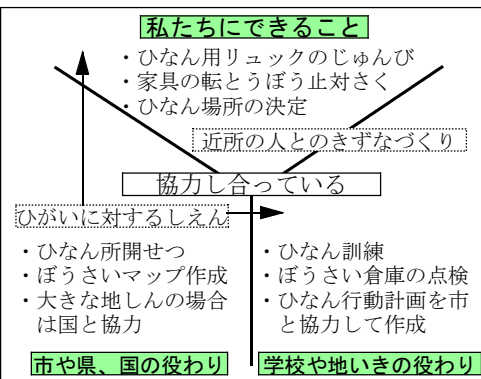 私たちにできること
・ひなん用リュックのじゅんび
・家具の転とうぼう止対さく
・ひなん場所の決定
近所の人とのきずなづくり
協力し合っている
ひがいに対するしえん
・ひなん所開せつ
・ぼうさいマップ作成
・大きな地しんの場合
は国と協力
市や県、国の役わり
・ひなん訓練
・ぼうさい倉庫の点検
・ひなん行動計画を市
と協力して作成
学校や地いきの役わり